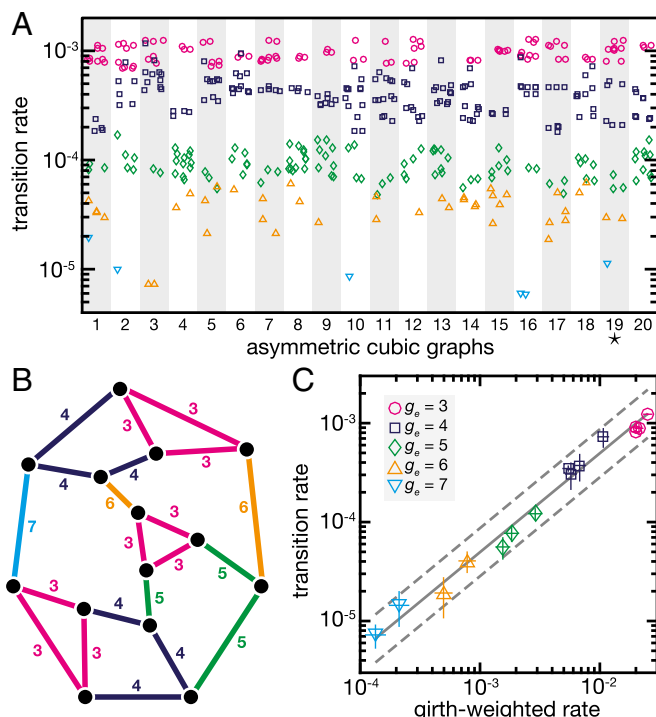 A
transition rate
10⁻³
10⁻⁴
10⁻⁵
1 2 3 4 5 6 7 8 9 10 11 12 13 14 15 16 17 18 19 20
asymmetric cubic graphs ★
B
4
3
3
4
4
3
6
6
7
3
3
5
5
3
4
3
3
5
4
4
C
transition rate
10⁻³
10⁻⁴
10⁻⁵
gₑ = 3
gₑ = 4
gₑ = 5
gₑ = 6
gₑ = 7
10⁻⁴ 10⁻³ 10⁻²
girth-weighted rate